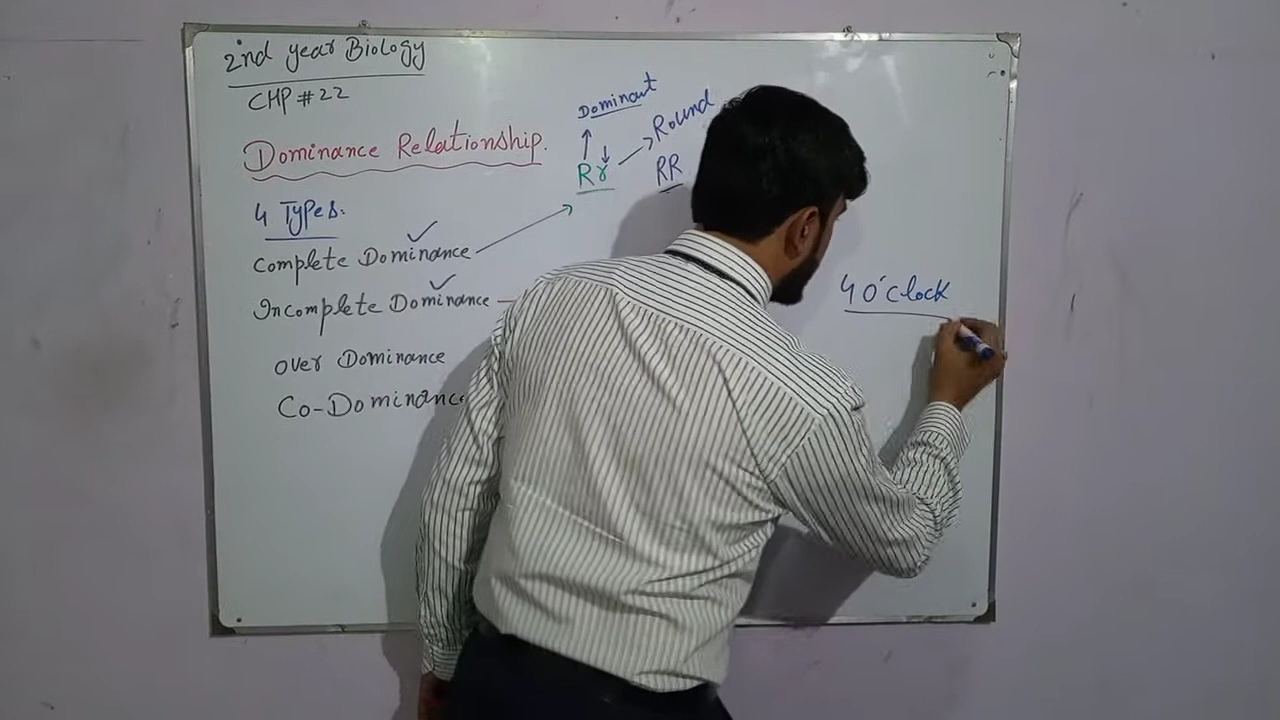 2nd year Biology
CHP # 22
Dominance Relationship.
4 Types.
Complete Dominance
Incomplete Dominance
over Dominance
Co-Dominance
Dominant
Rr
Round
RR
4 O'clock